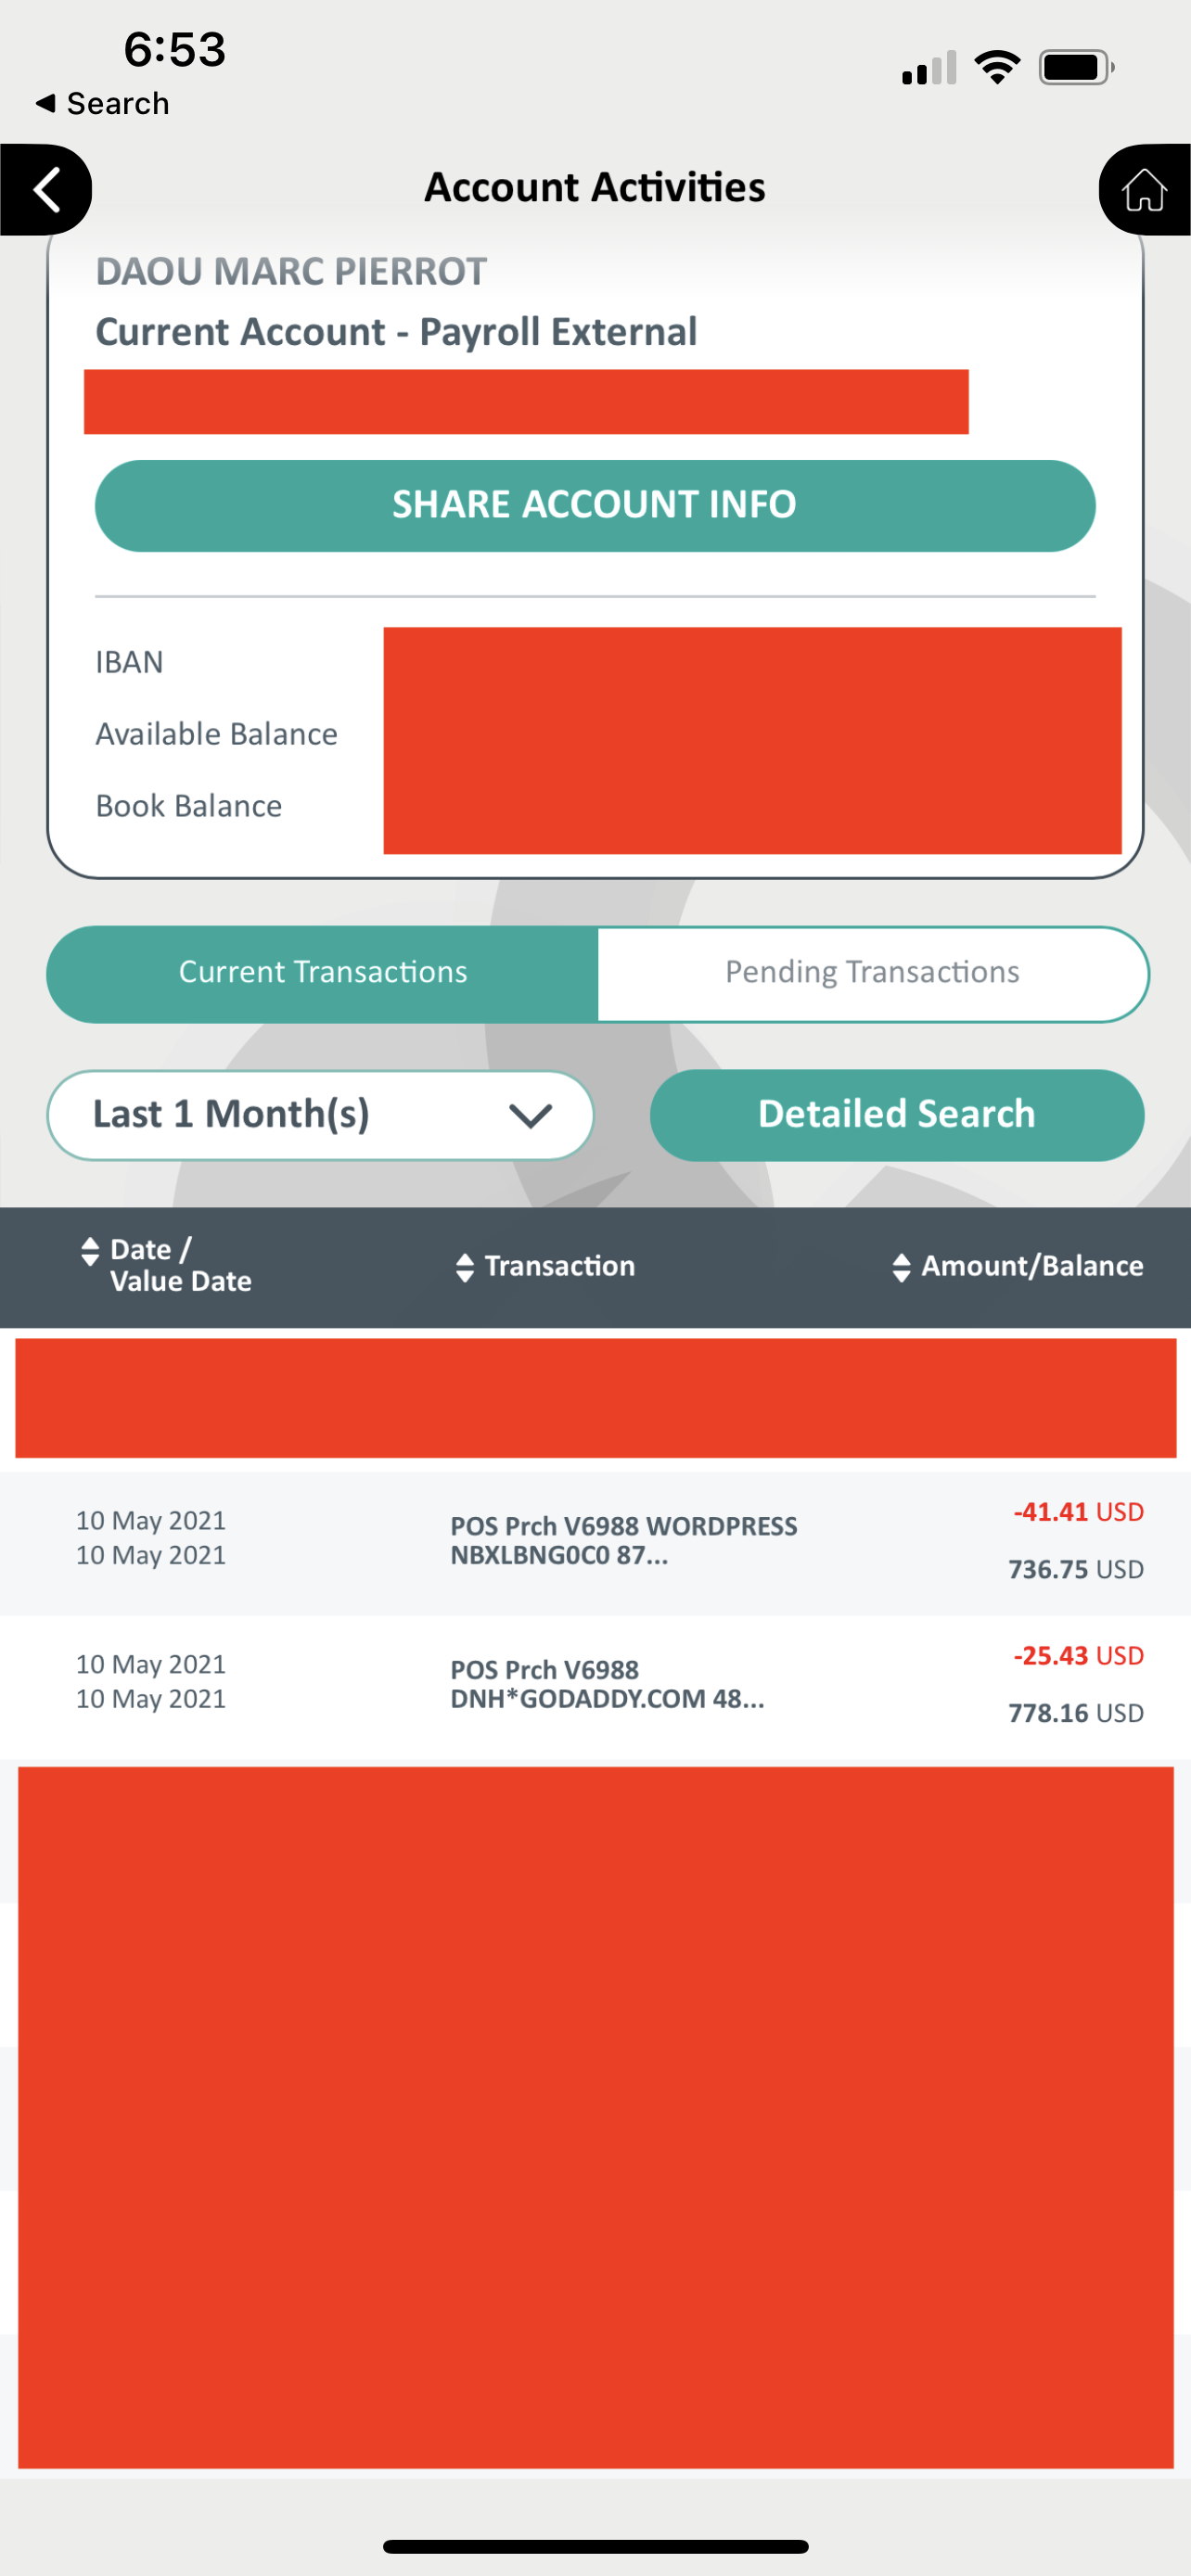 6:53
Search
Account Activities
DAOU MARC PIERROT
Current Account - Payroll External
SHARE ACCOUNT INFO
IBAN
Available Balance
Book Balance
Current Transactions
Pending Transactions
Last 1 Month(s)
Detailed Search
Date /
Value Date
Transaction
Amount/Balance
10 May 2021
10 May 2021
POS Prch V6988 WORDPRESS
NBXLBNG0C0 87...
-41.41 USD
736.75 USD
10 May 2021
10 May 2021
POS Prch V6988
DNH*GODADDY.COM 48...
-25.43 USD
778.16 USD